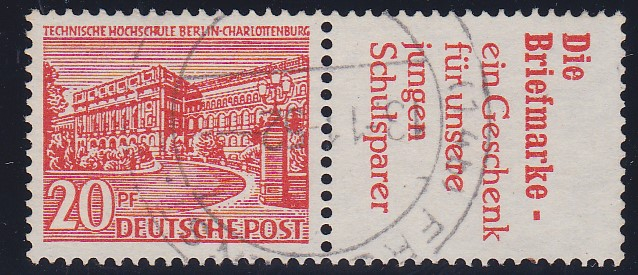 TECHNISCHE HOCHSCHULE BERLIN-CHARLOTTENBURG
20 PF
DEUTSCHE POST
Die
Briefmarke -
ein Geschenk
für unsere
jungen
Schulsparer